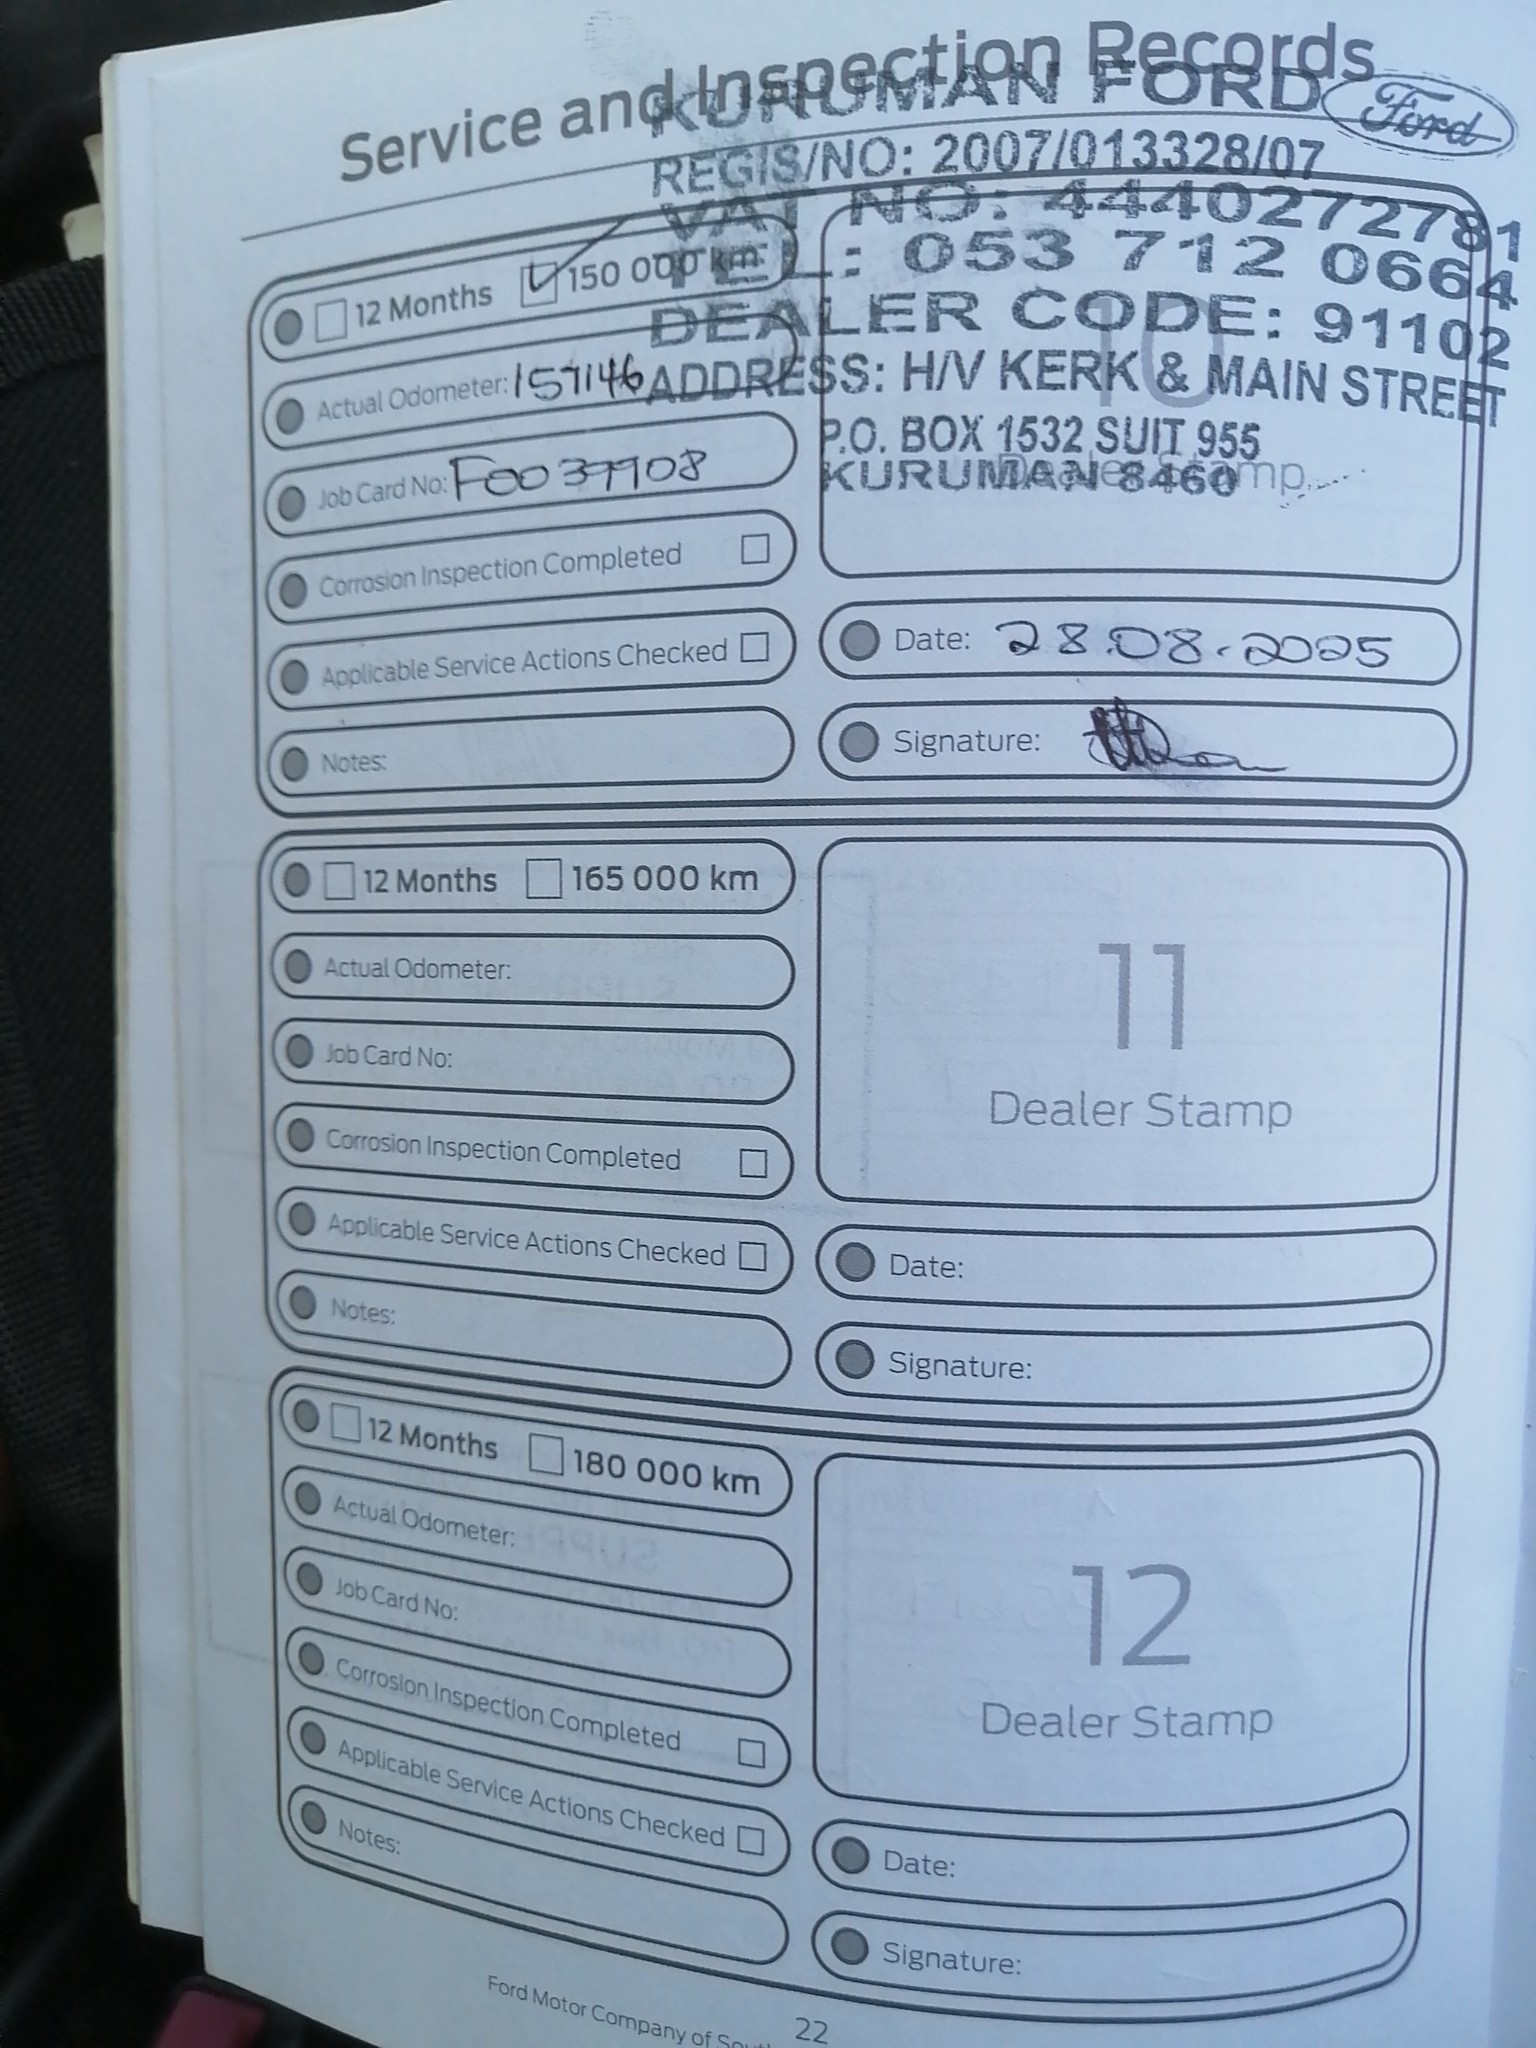 Service and Inspection Records
KURUMAN FORD
Ford
REGIS/NO: 2007/013328/07
VAT NO: 4440272781
TEL: 053 712 0664
DEALER CODE: 91102
ADDRESS: H/V KERK & MAIN STREET
P.O. BOX 1532 SUIT 955
KURUMAN 8460
10
Dealer Stamp
12 Months 150 000 km
Actual Odometer: 157146
Job Card No: F0039908
Corrosion Inspection Completed
Applicable Service Actions Checked
Notes:
Date: 28.08.2025
Signature:
12 Months 165 000 km
Actual Odometer:
Job Card No:
Corrosion Inspection Completed
Applicable Service Actions Checked
Notes:
11
Dealer Stamp
Date:
Signature:
12 Months 180 000 km
Actual Odometer:
Job Card No:
Corrosion Inspection Completed
Applicable Service Actions Checked
Notes:
12
Dealer Stamp
Date:
Signature:
Ford Motor Company of
22